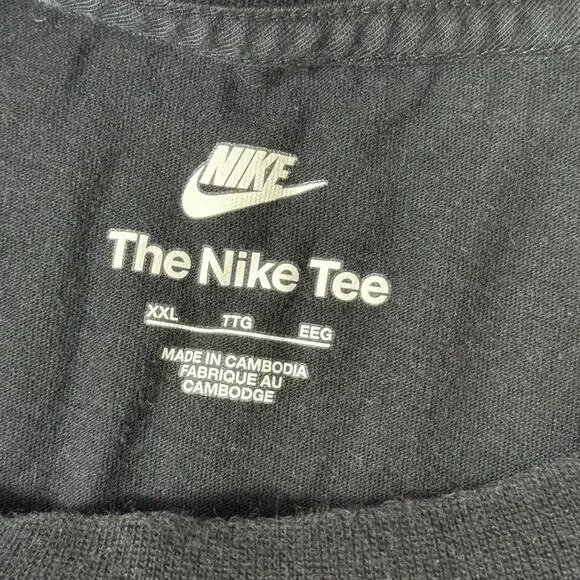 NIKE
The Nike Tee
XXL TTG EEG
MADE IN CAMBODIA
FABRIQUE AU
CAMBODGE